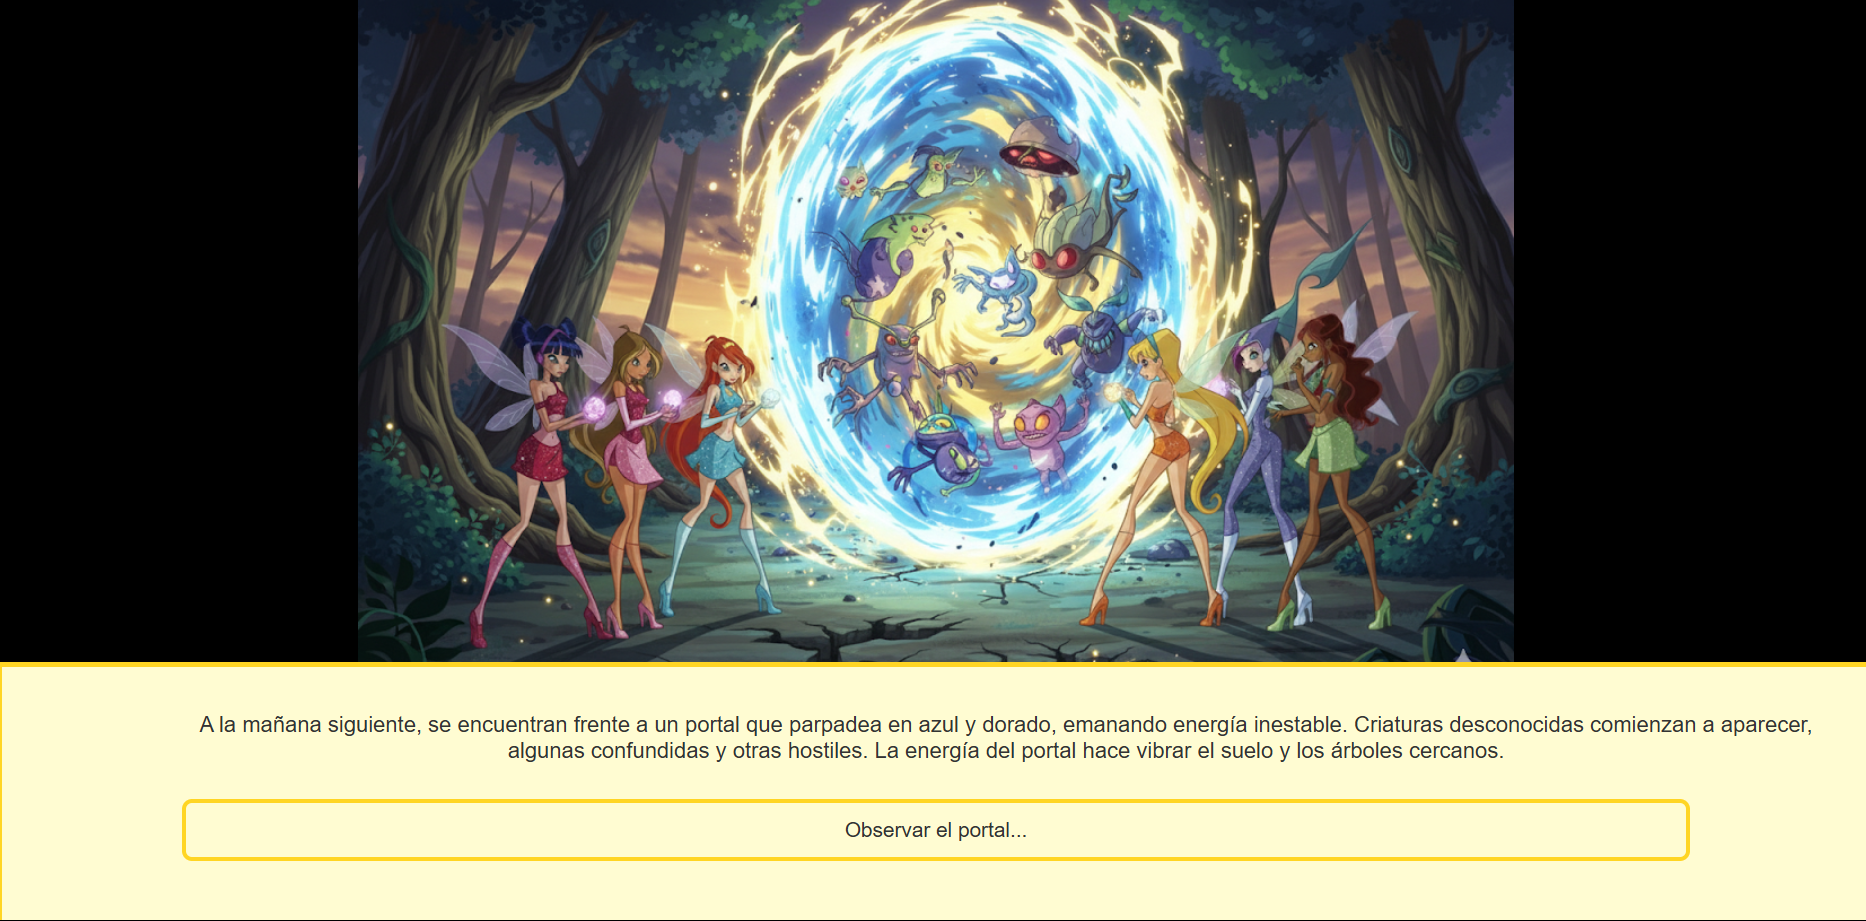 A la mañana siguiente, se encuentran frente a un portal que parpadea en azul y dorado, emanando energía inestable. Criaturas desconocidas comienzan a aparecer,
algunas confundidas y otras hostiles. La energía del portal hace vibrar el suelo y los árboles cercanos.
Observar el portal...